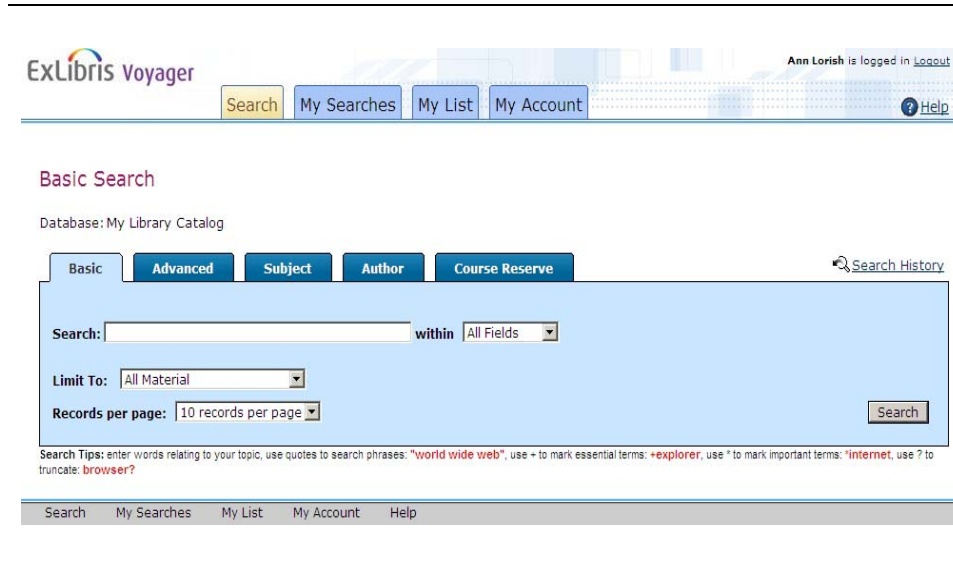 ExLibris Voyager
Ann Lorish is logged in Logout
Search My Searches My List My Account
Help
Basic Search
Database: My Library Catalog
Basic Advanced Subject Author Course Reserve
Search History
Search: within All Fields
Limit To: All Material
Records per page: 10 records per page
Search
Search Tips: enter words relating to your topic, use quotes to search phrases: "world wide web", use + to mark essential terms: +explorer, use * to mark important terms: *internet, use ? to
truncate: browser?
Search My Searches My List My Account Help